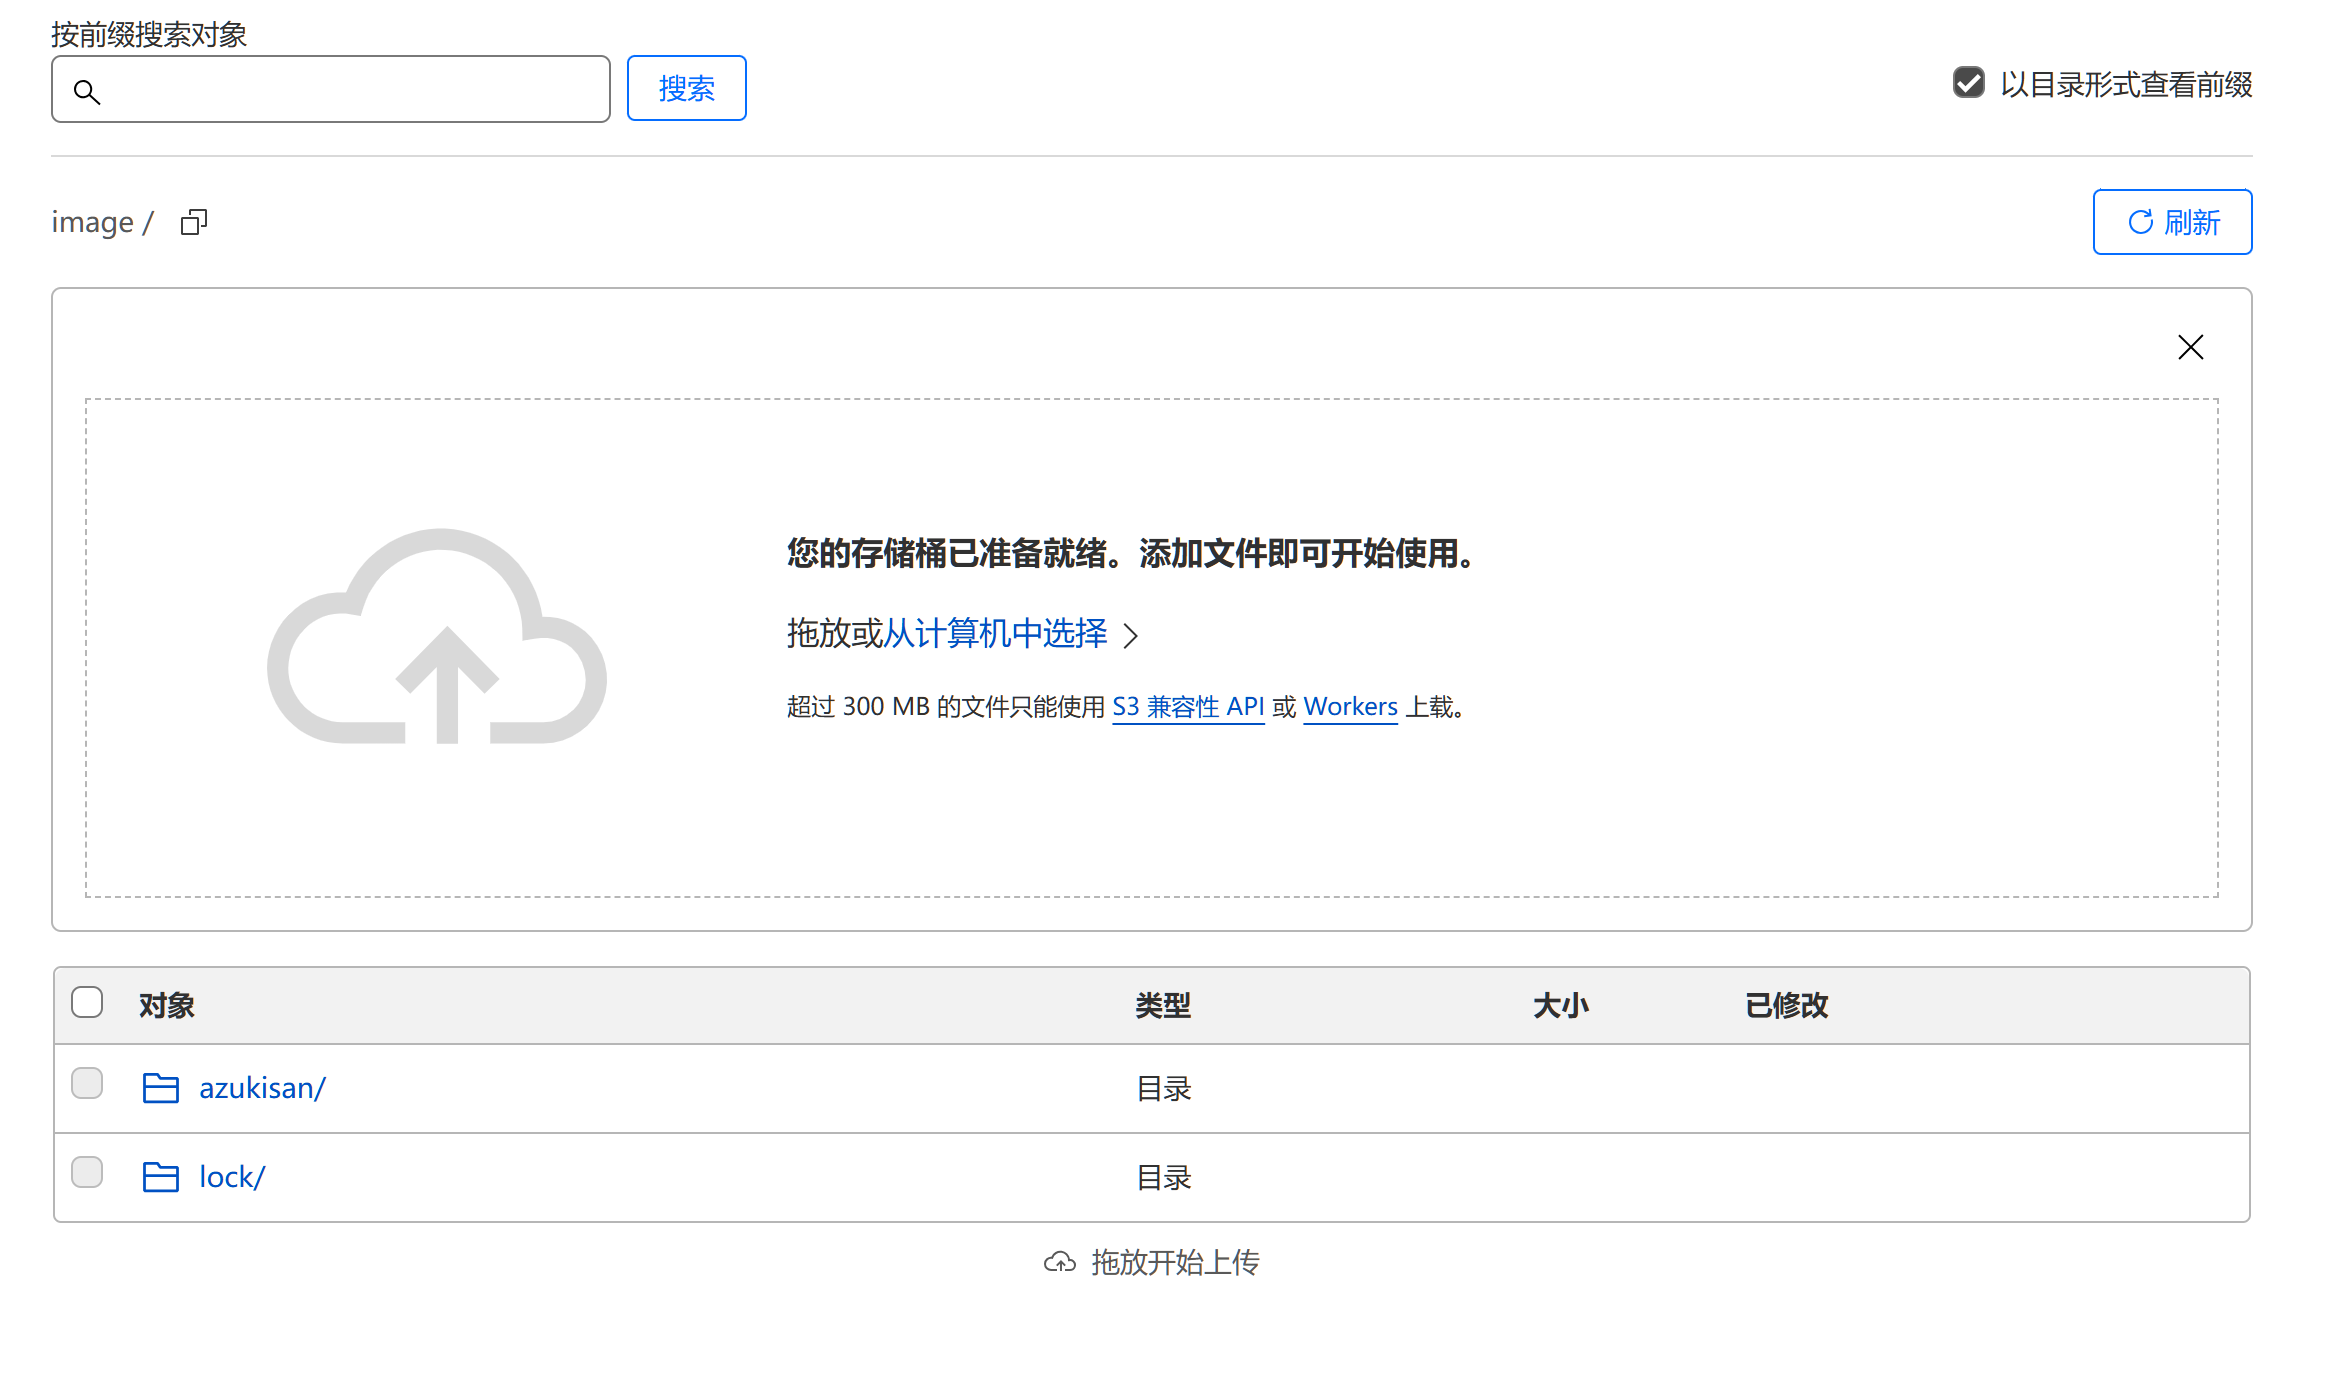 按前缀搜索对象
搜索
以目录形式查看前缀
image /
刷新
您的存储桶已准备就绪。添加文件即可开始使用。
拖放或从计算机中选择
超过 300 MB 的文件只能使用 S3 兼容性 API 或 Workers 上载。
对象 类型 大小 已修改
azukisan/ 目录
lock/ 目录
拖放开始上传